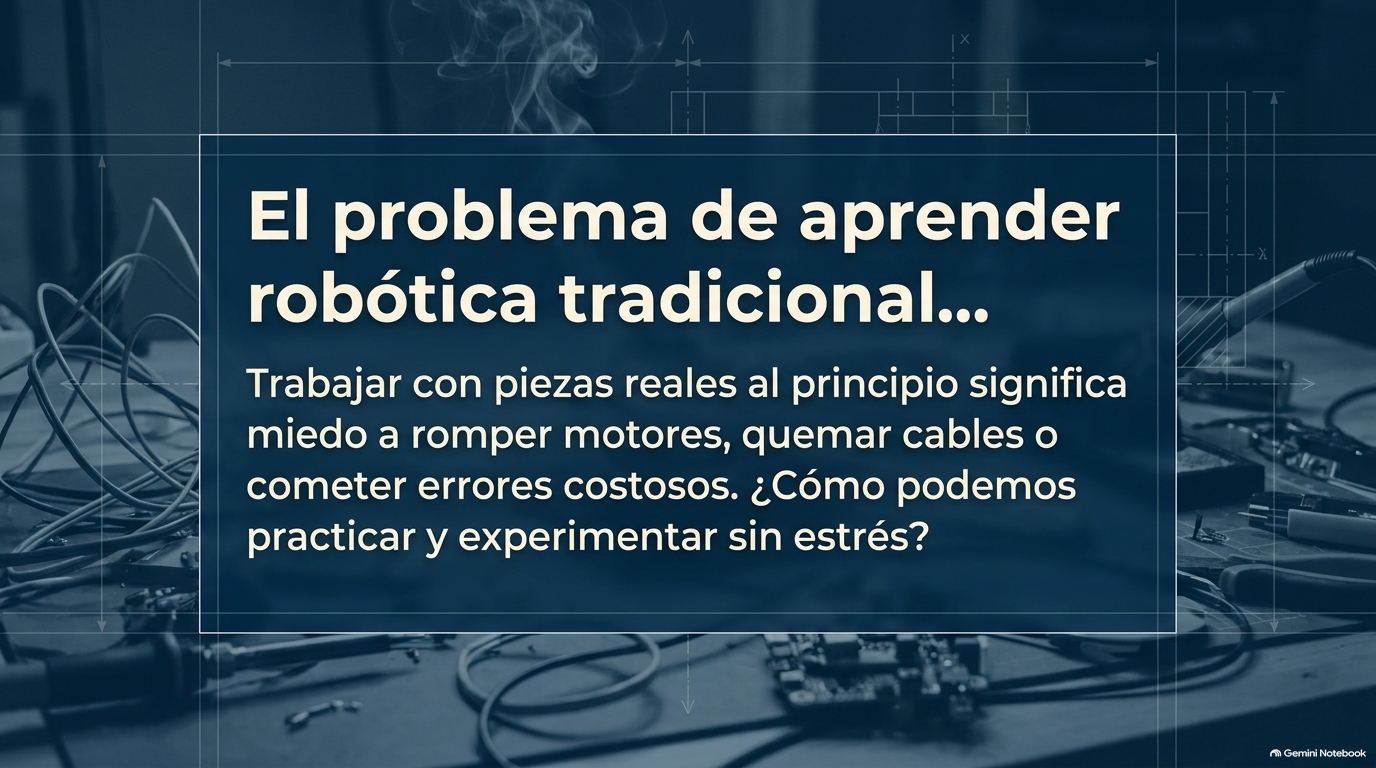 El problema de aprender
robótica tradicional...
Trabajar con piezas reales al principio significa
miedo a romper motores, quemar cables o
cometer errores costosos. ¿Cómo podemos
practicar y experimentar sin estrés?
x
x
Gemini Notebook